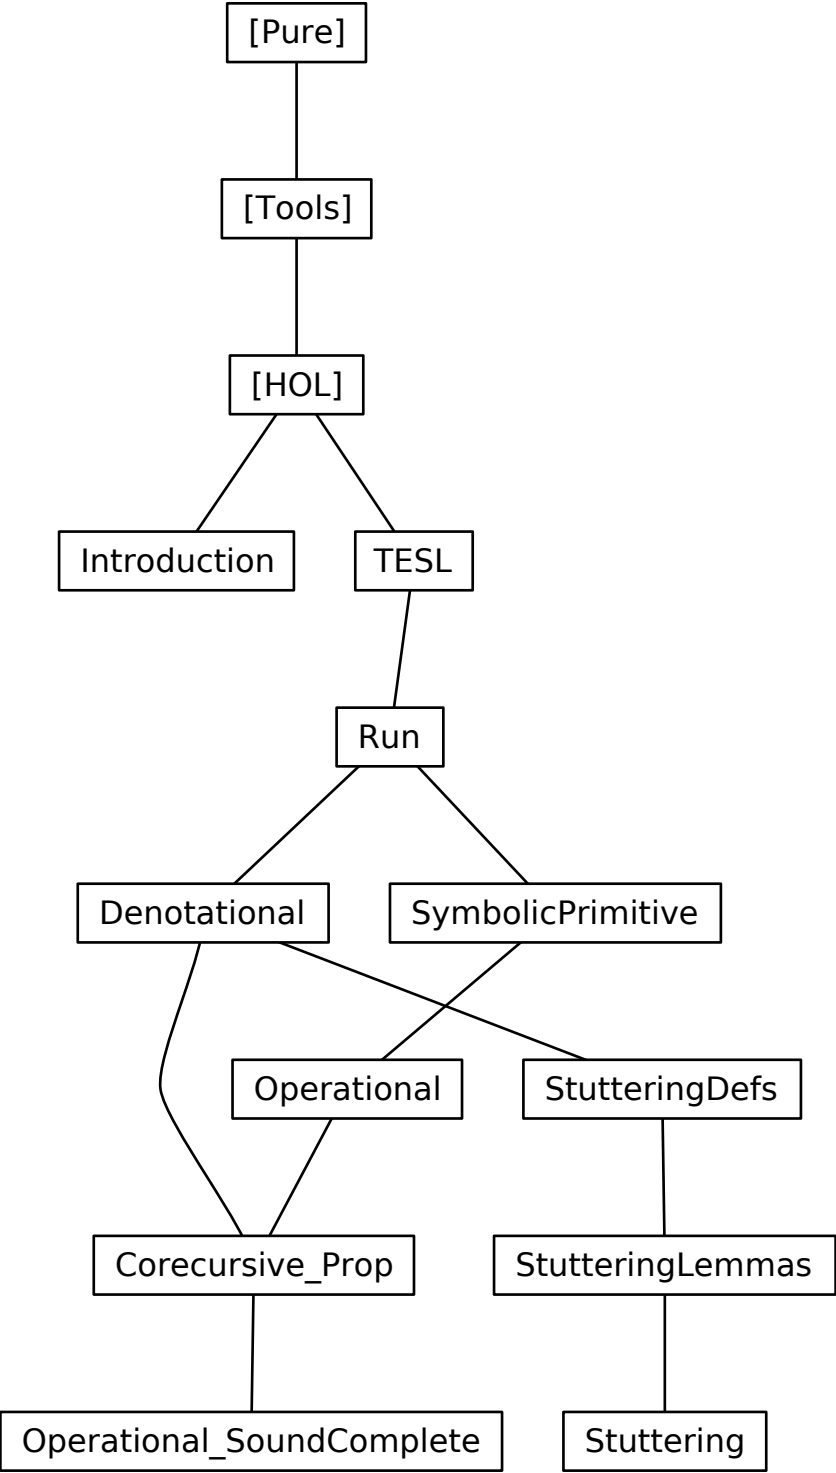 [Pure]
[Tools]
[HOL]
Introduction
TESL
Run
Denotational
SymbolicPrimitive
Operational
StutteringDefs
Corecursive_Prop
StutteringLemmas
Operational_SoundComplete
Stuttering